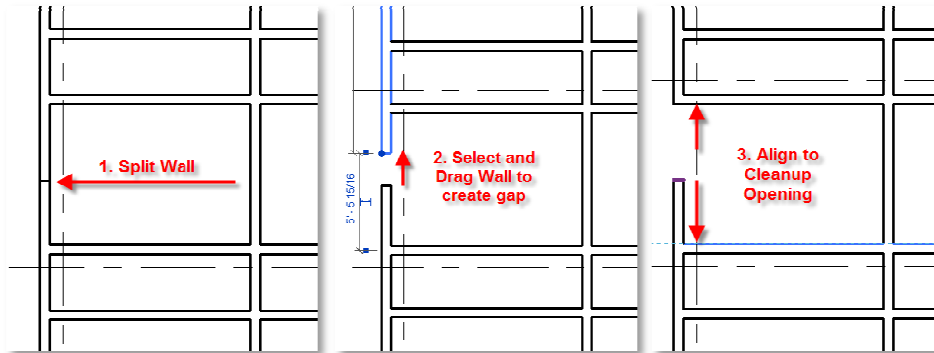 1. Split Wall
2. Select and
Drag Wall to
create gap
5' - 5 15/16
3. Align to
Cleanup
Opening